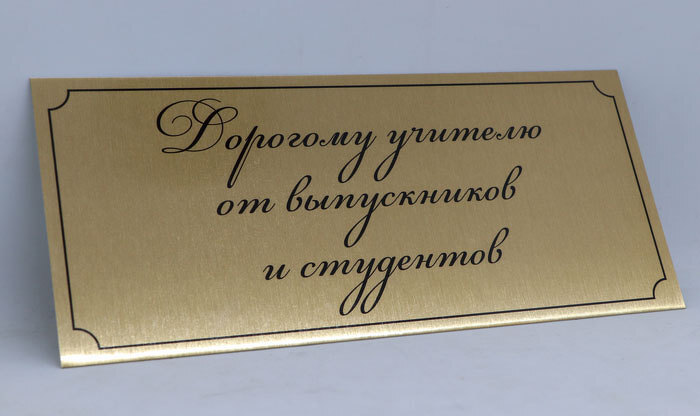 Дорогому учителю
от выпускников
и студентов